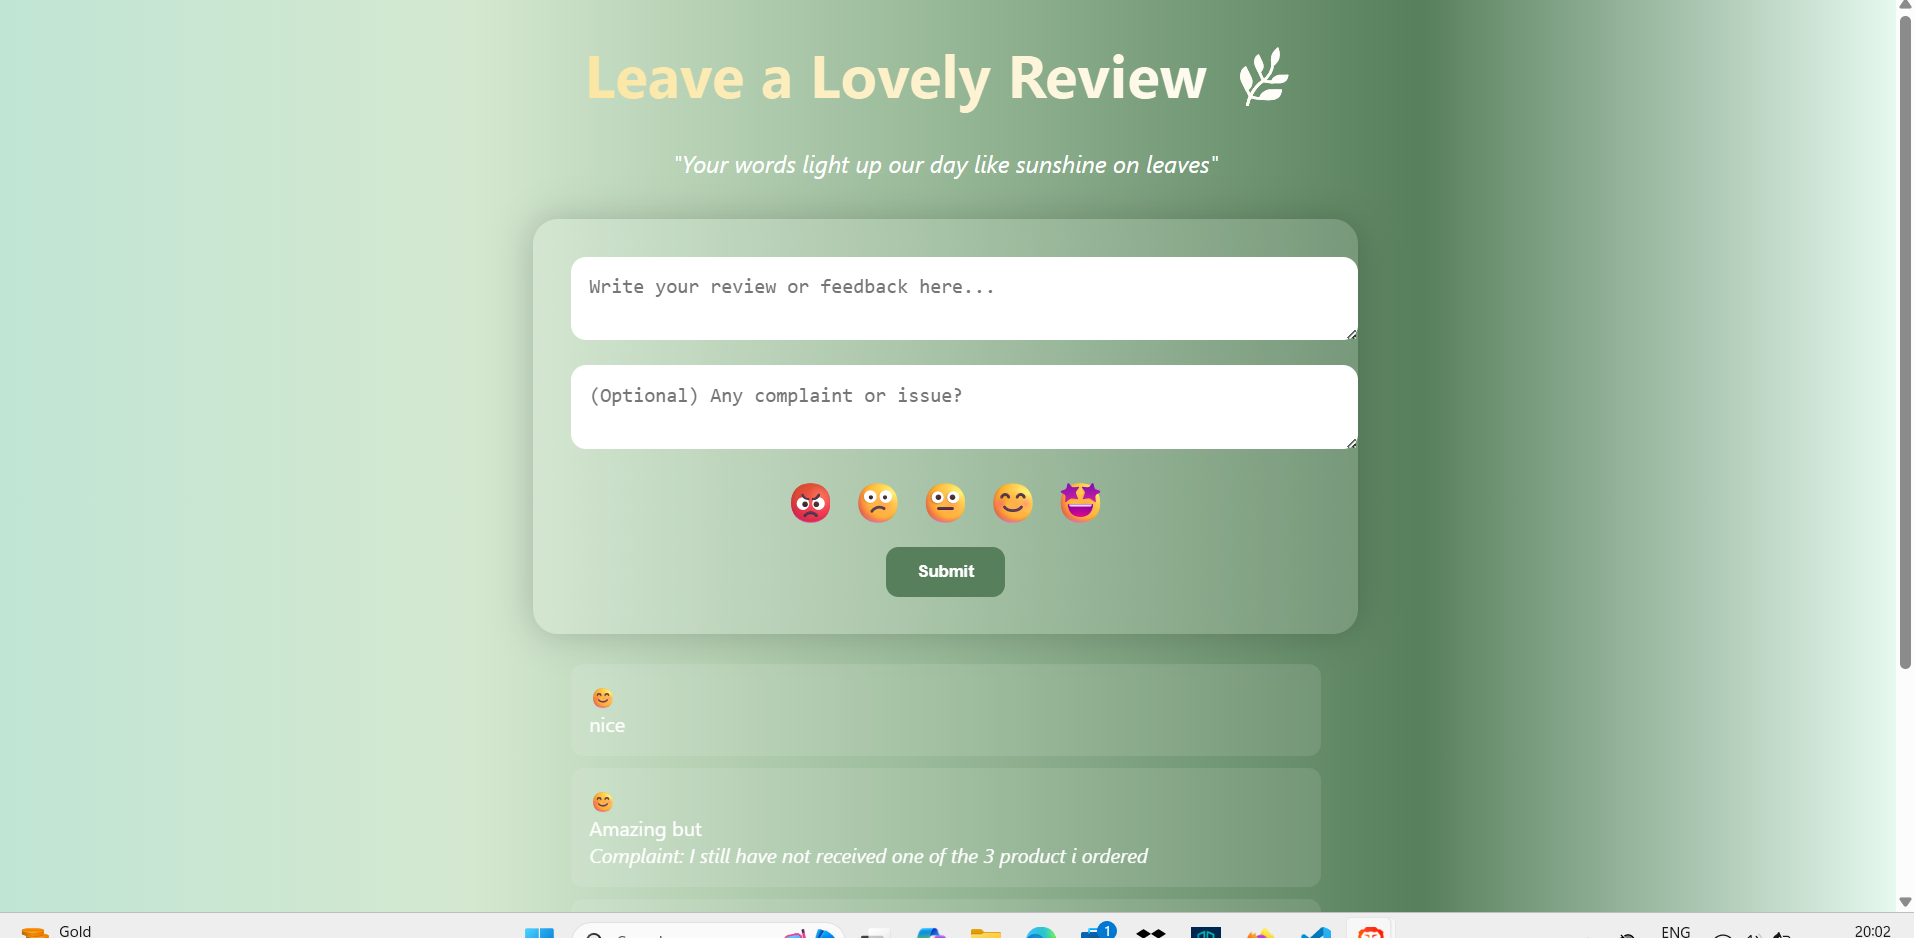 Leave a Lovely Review
"Your words light up our day like sunshine on leaves"
Write your review or feedback here...
(Optional) Any complaint or issue?
Submit
nice
Amazing but
Complaint: I still have not received one of the 3 product i ordered
Gold
1
ENG
20:02